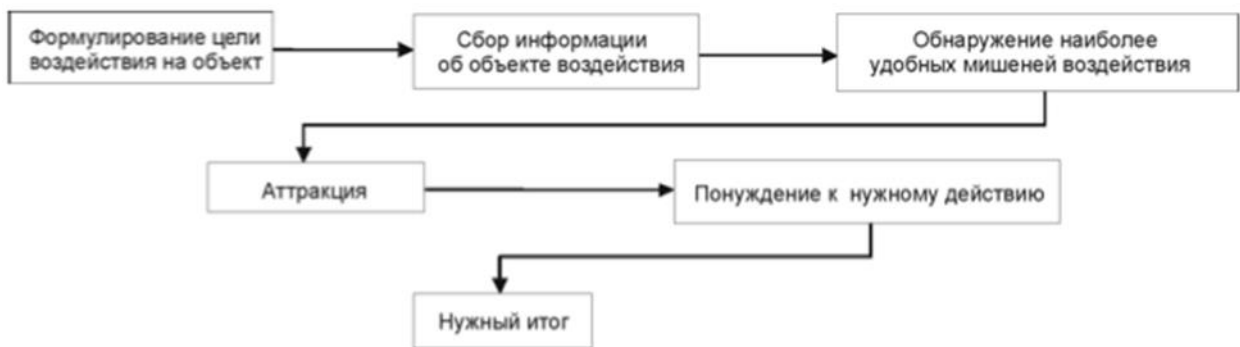 Формулирование цели
воздействия на объект
Сбор информации
об объекте воздействия
Обнаружение наиболее
удобных мишеней воздействия
Аттракция
Понуждение к нужному действию
Нужный итог